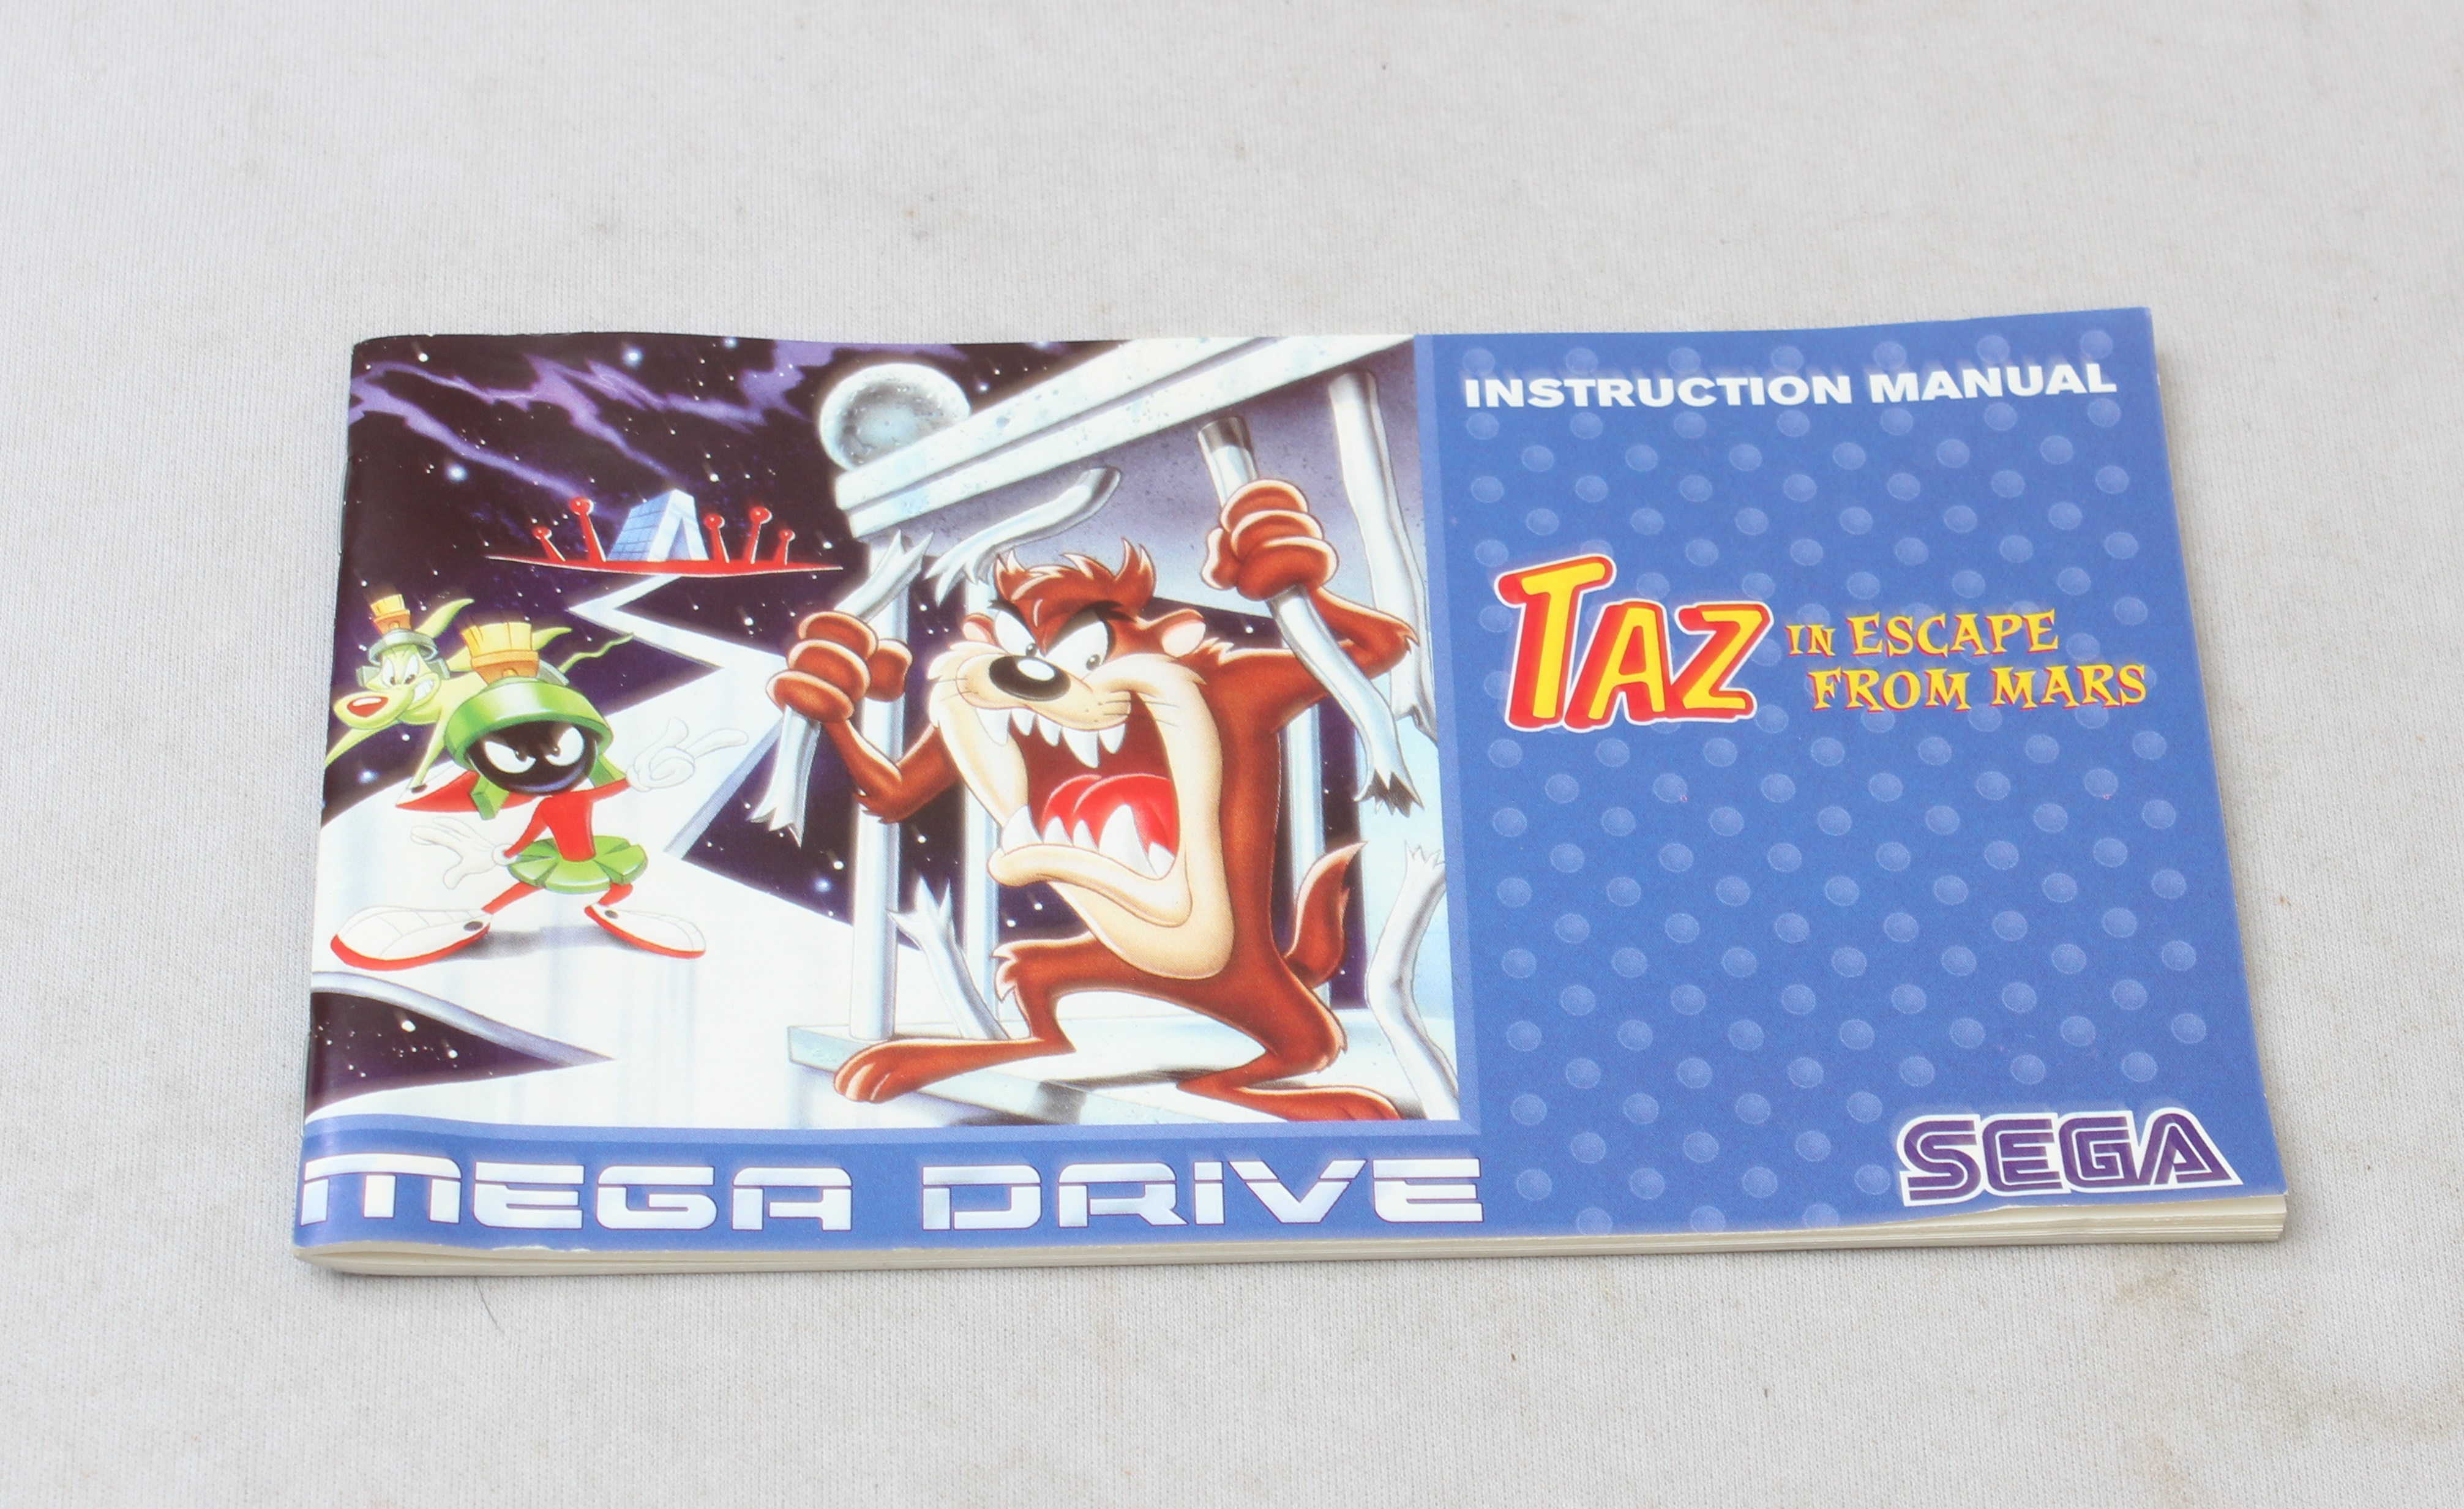 INSTRUCTION MANUAL
TAZ IN ESCAPE
FROM MARS
MEGA DRIVE
SEGA